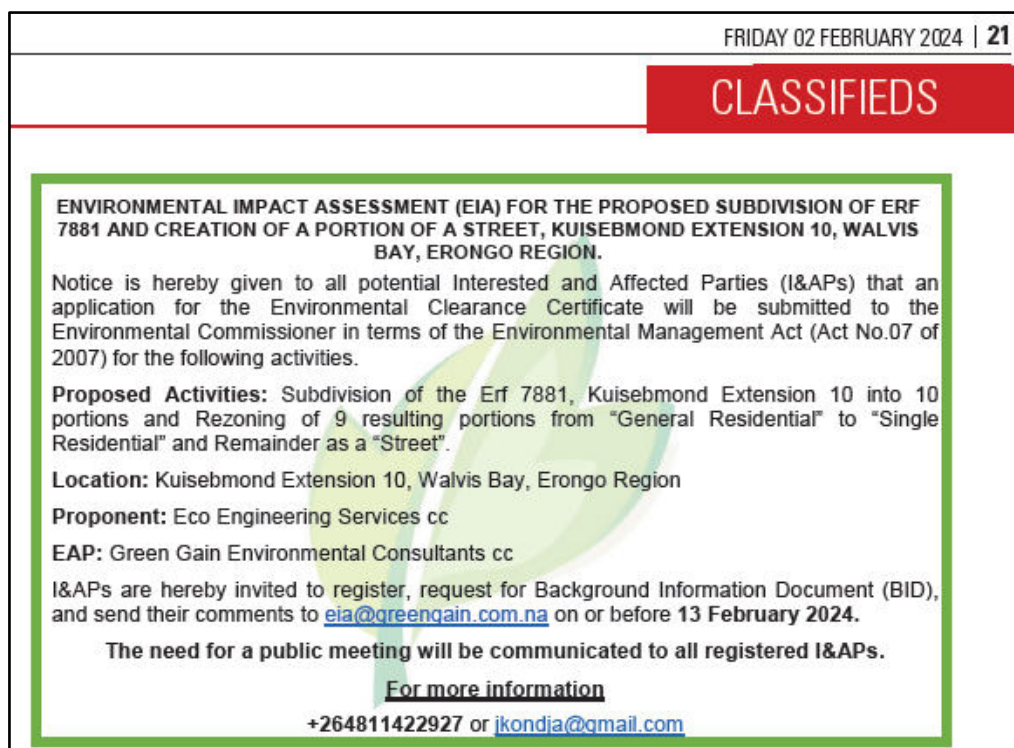 FRIDAY 02 FEBRUARY 2024 | 21
CLASSIFIEDS
ENVIRONMENTAL IMPACT ASSESSMENT (EIA) FOR THE PROPOSED SUBDIVISION OF ERF
7881 AND CREATION OF A PORTION OF A STREET, KUISEBMOND EXTENSION 10, WALVIS
BAY, ERONGO REGION.
Notice is hereby given to all potential Interested and Affected Parties (I&APs) that an
application for the Environmental Clearance Certificate will be submitted to the
Environmental Commissioner in terms of the Environmental Management Act (Act No.07 of
2007) for the following activities.
Proposed Activities: Subdivision of the Erf 7881, Kuisebmond Extension 10 into 10
portions and Rezoning of 9 resulting portions from “General Residential” to “Single
Residential” and Remainder as a “Street”.
Location: Kuisebmond Extension 10, Walvis Bay, Erongo Region
Proponent: Eco Engineering Services cc
EAP: Green Gain Environmental Consultants cc
I&APs are hereby invited to register, request for Background Information Document (BID),
and send their comments to eia@greengain.com.na on or before 13 February 2024.
The need for a public meeting will be communicated to all registered I&APs.
For more information
+264811422927 or jkondja@gmail.com